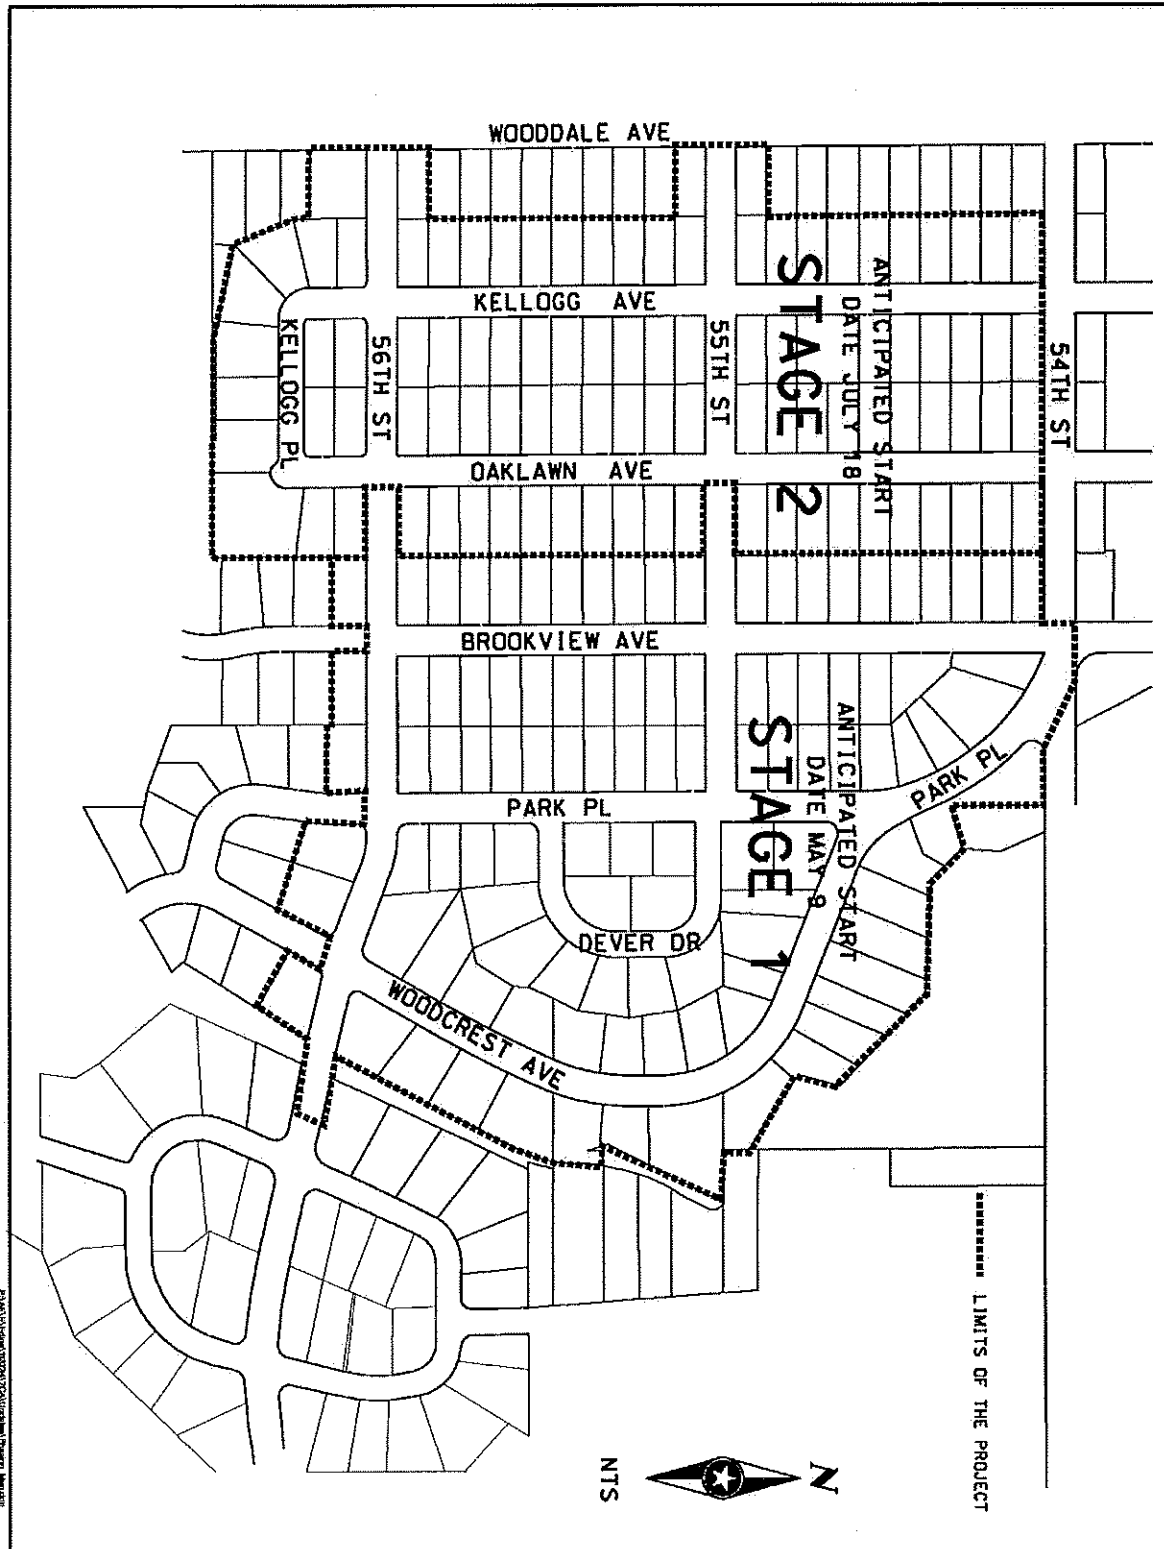 WOODDALE AVE
KELLOGG AVE
KELLOGG PL
56TH ST
55TH ST
54TH ST
ANTICIPATED START
DATE JULY 18
STAGE 2
OAKLAWN AVE
BROOKVIEW AVE
ANTICIPATED START
DATE MAY 9
STAGE 1
PARK PL
PARK PL
DEVER DR
WOODCREST AVE
LIMITS OF THE PROJECT
N
NTS